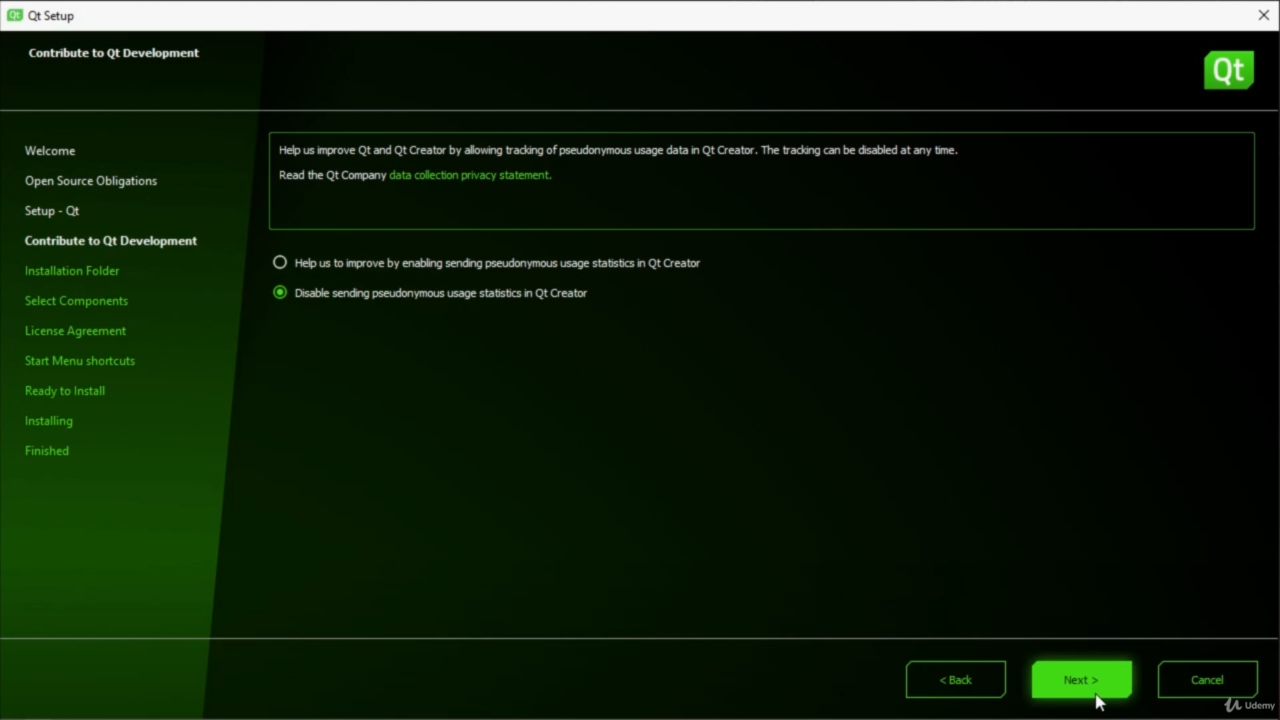 Qt Setup
Contribute to Qt Development
Qt
Welcome
Open Source Obligations
Setup - Qt
Contribute to Qt Development
Installation Folder
Select Components
License Agreement
Start Menu shortcuts
Ready to Install
Installing
Finished
Help us improve Qt and Qt Creator by allowing tracking of pseudonymous usage data in Qt Creator. The tracking can be disabled at any time.
Read the Qt Company data collection privacy statement.
Help us to improve by enabling sending pseudonymous usage statistics in Qt Creator
Disable sending pseudonymous usage statistics in Qt Creator
< Back
Next >
Cancel
Udemy